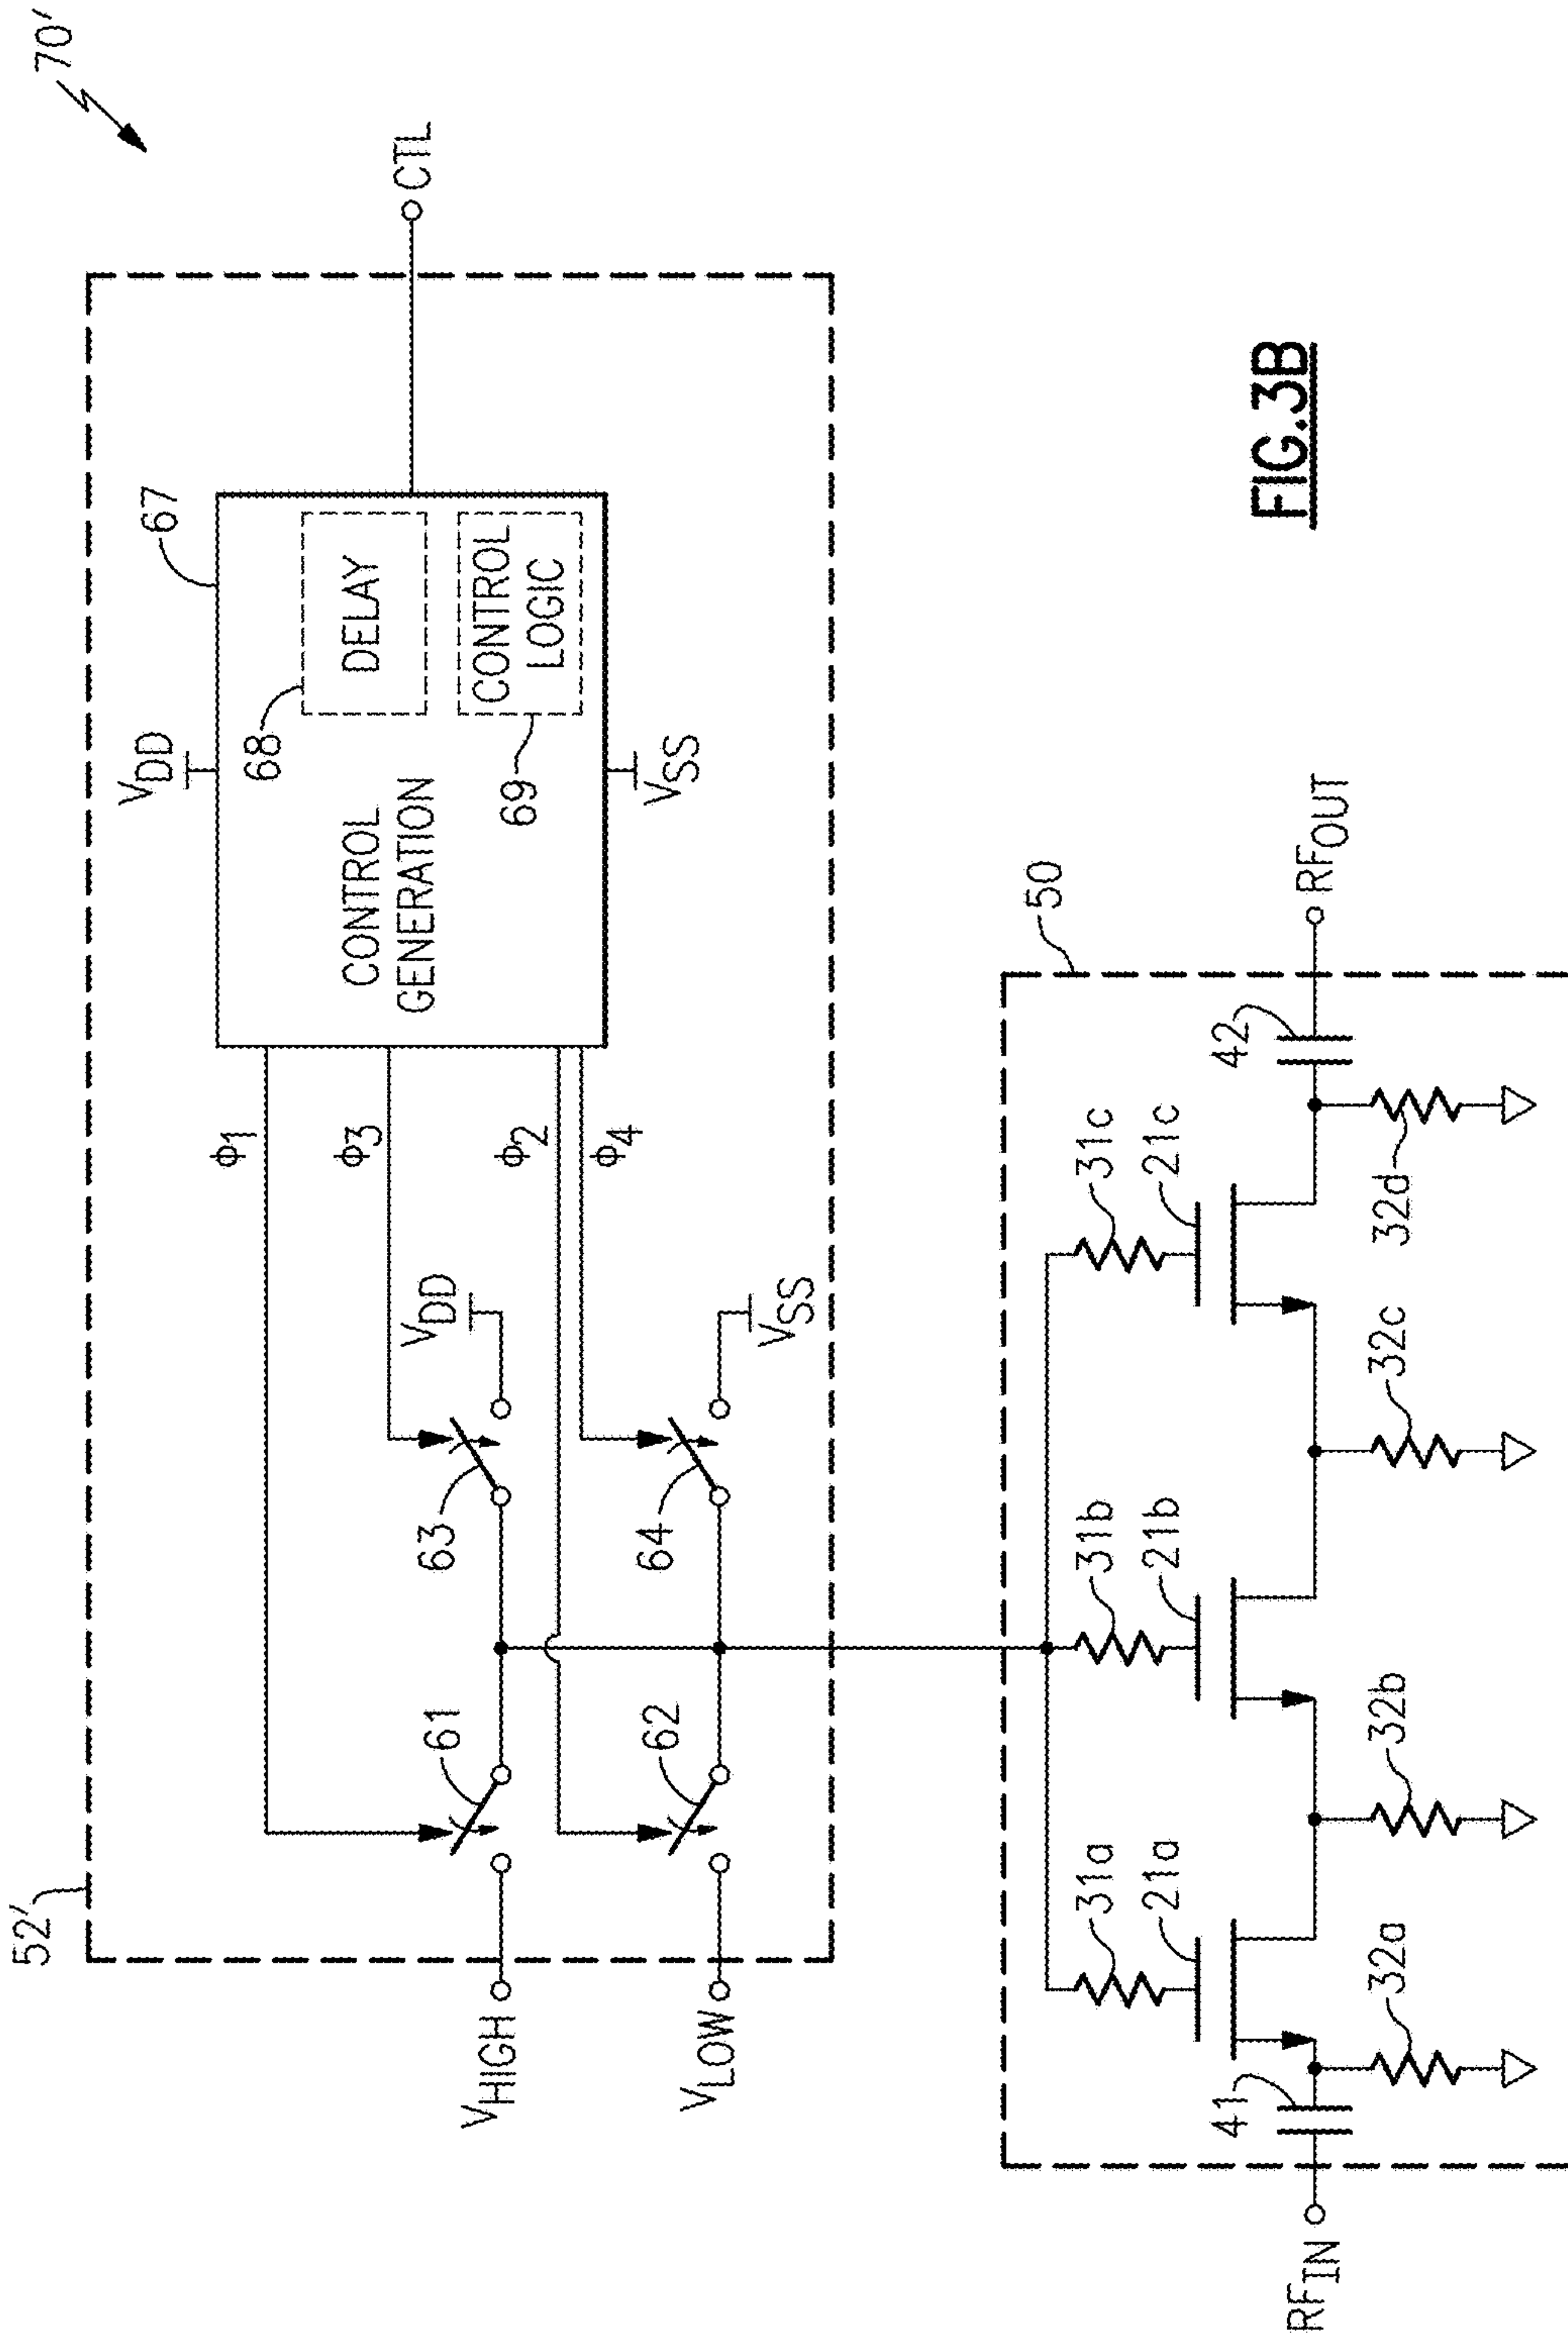 70′
52′
V_DD
67
CTL
68
DELAY
CONTROL
GENERATION
CONTROL
LOGIC
69
V_SS
ϕ1
ϕ3
ϕ2
ϕ4
V_DD
61
63
V_HIGH
62
64
V_SS
V_LOW
50
31a
31b
31c
21a
21b
21c
41
42
RF_IN
RF_OUT
32a
32b
32c
32d
FIG.3B